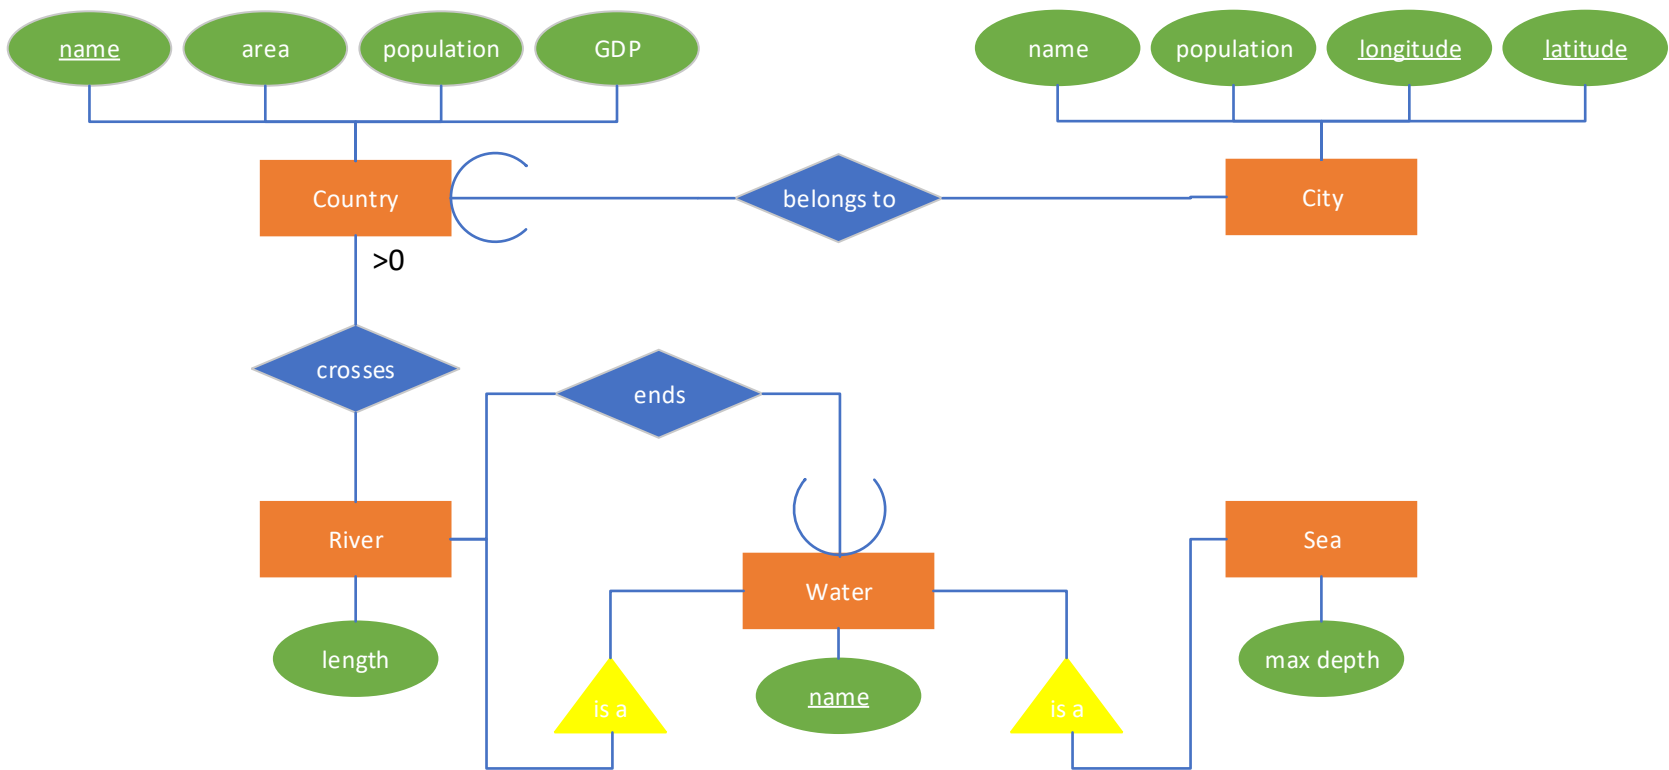 name
area
population
GDP
name
population
longitude
latitude
Country
belongs to
City
>0
crosses
ends
River
Water
Sea
length
is a
name
is a
max depth